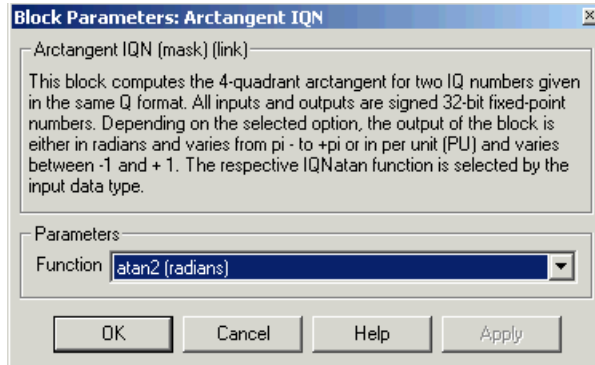 Block Parameters: Arctangent IQN
Arctangent IQN (mask) (link)
This block computes the 4-quadrant arctangent for two IQ numbers given
in the same Q format. All inputs and outputs are signed 32-bit fixed-point
numbers. Depending on the selected option, the output of the block is
either in radians and varies from pi - to +pi or in per unit (PU) and varies
between -1 and + 1. The respective IQNatan function is selected by the
input data type.
Parameters
Function atan2 (radians)
OK Cancel Help Apply